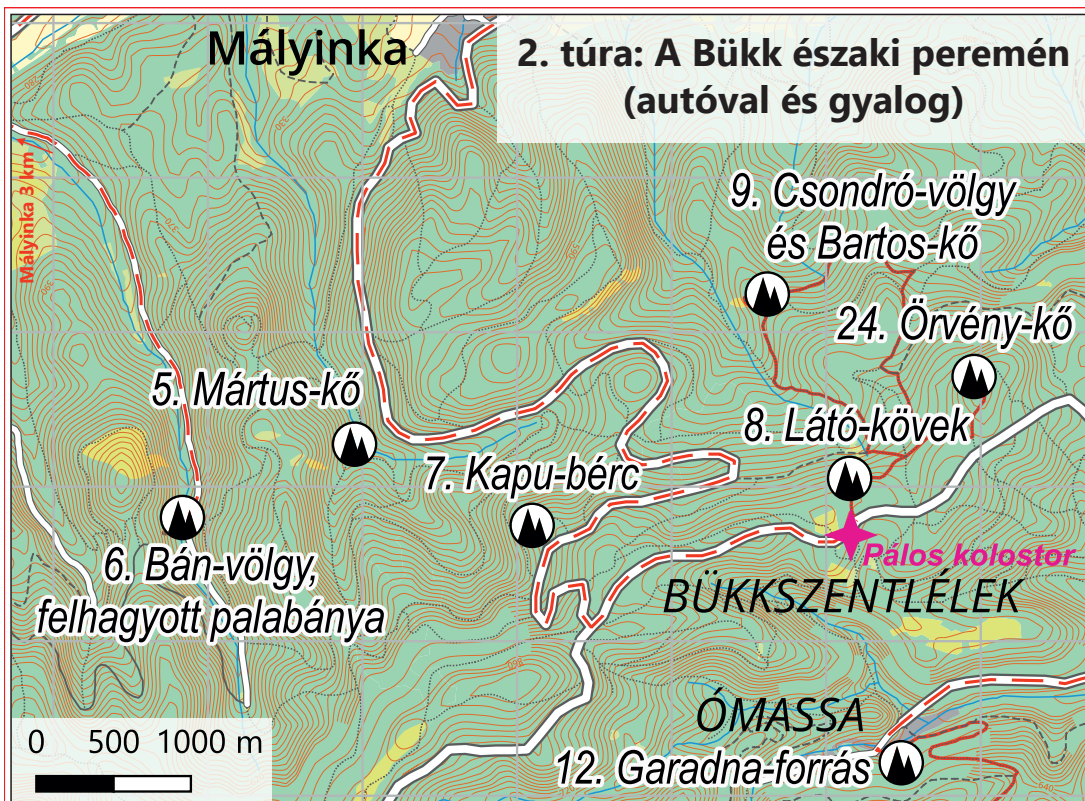 Mályinka
2. túra: A Bükk északi peremén
(autóval és gyalog)
Mályinka 3 km
9. Csondró-völgy
és Bartos-kő
24. Örvény-kő
5. Mártus-kő
8. Látó-kövek
7. Kapu-bérc
Pálos kolostor
6. Bán-völgy,
felhagyott palabánya
BÜKKSZENTLÉLEK
ÓMASSA
12. Garadna-forrás
0 500 1000 m